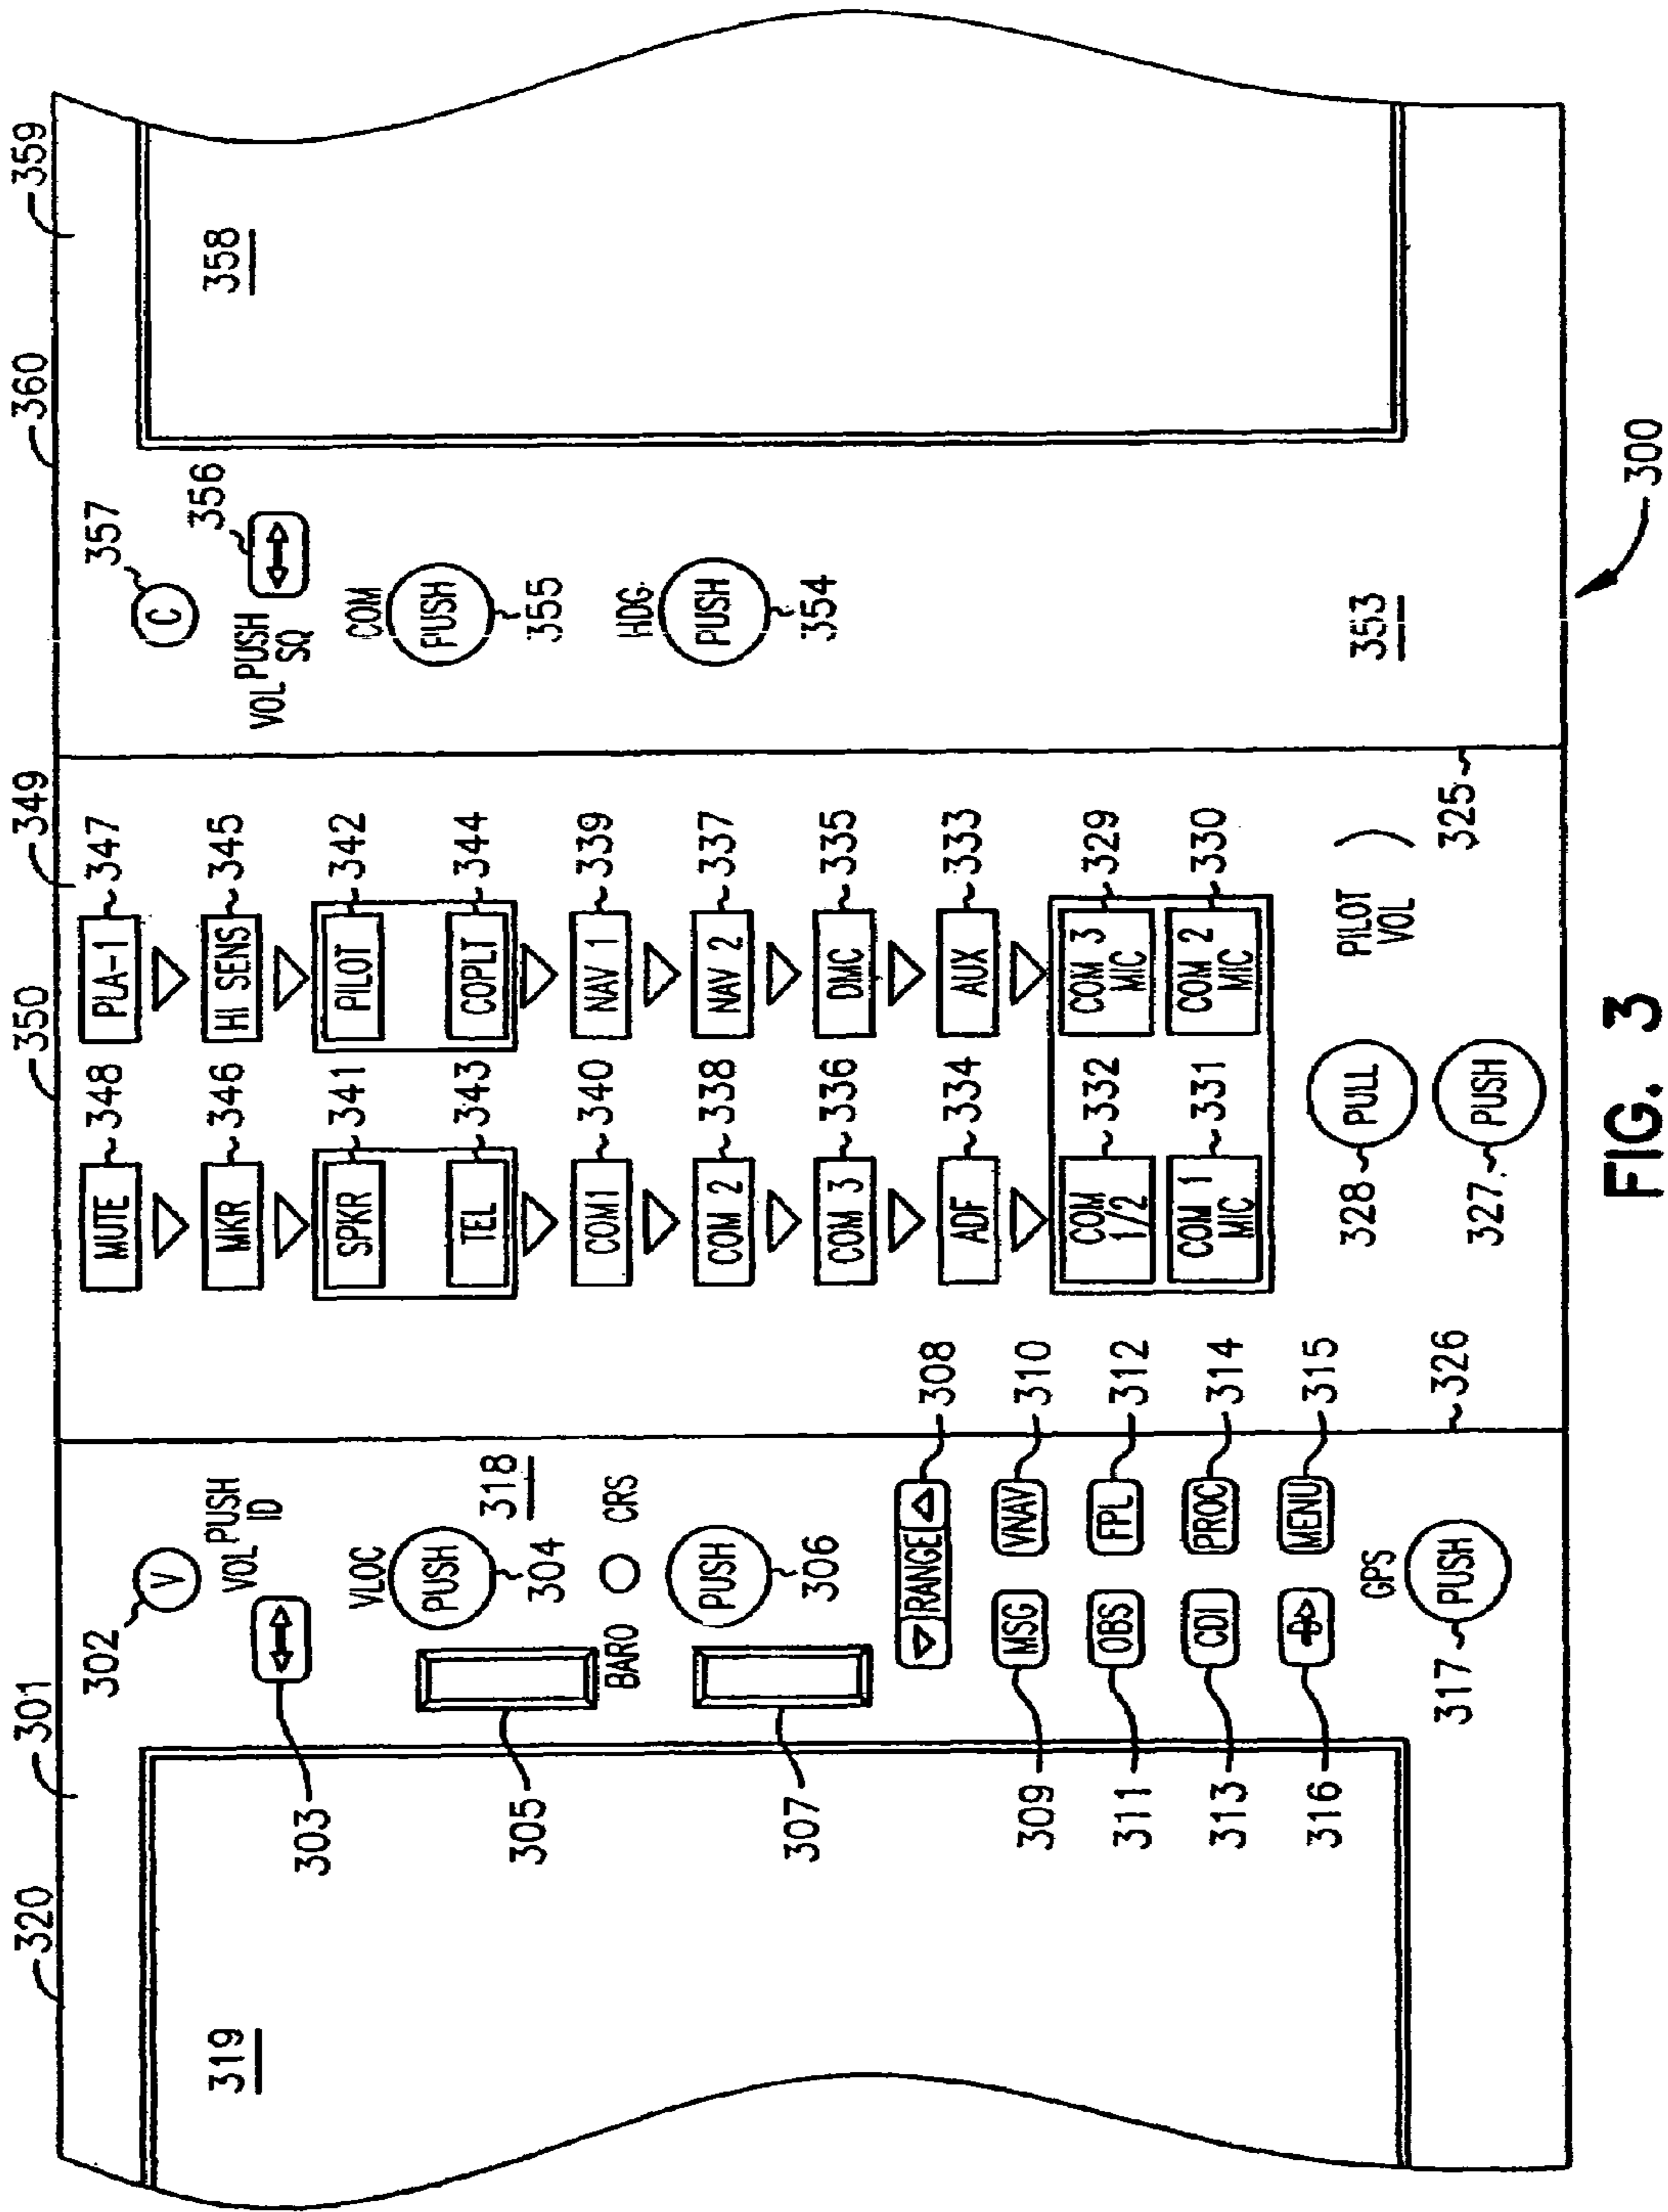 320
301
350
349
360
359
319
302
V
VOL PUSH
ID
303
VLOC
PUSH
304
318
305
BARO
CRS
PUSH
306
307
RANGE
308
MSG
VNAV
309
310
OBS
FPL
311
312
CDI
PROC
313
314
MENU
315
316
GPS
PUSH
317
326
MUTE
348
PLA-1
347
MKR
346
HI SENS
345
SPKR
341
PILOT
342
TEL
343
COPLT
344
COM1
340
NAV 1
339
COM 2
338
NAV 2
337
COM 3
336
DMC
335
ADF
334
AUX
333
COM
1/2
332
COM 3
MIC
329
COM 1
MIC
331
COM 2
MIC
330
328
PULL
PILOT
VOL
327
PUSH
325
C
357
VOL PUSH
SQ
356
COM
PUSH
355
HDG
PUSH
354
353
358
300
FIG. 3